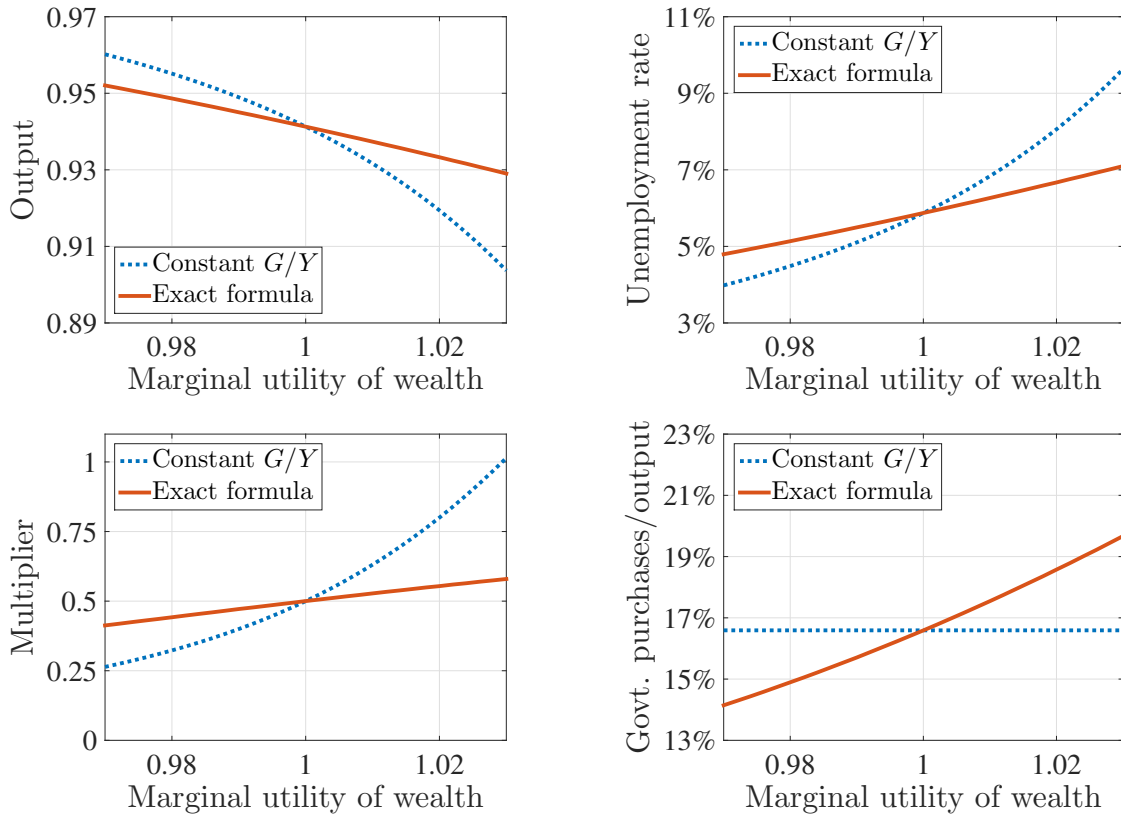 Output
0.97
0.95
0.93
0.91
0.89
Constant G/Y
Exact formula
0.98
1
1.02
Marginal utility of wealth
Unemployment rate
11%
9%
7%
5%
3%
Constant G/Y
Exact formula
0.98
1
1.02
Marginal utility of wealth
Multiplier
1
0.75
0.5
0.25
0
Constant G/Y
Exact formula
0.98
1
1.02
Marginal utility of wealth
Govt. purchases/output
23%
21%
19%
17%
15%
13%
Constant G/Y
Exact formula
0.98
1
1.02
Marginal utility of wealth